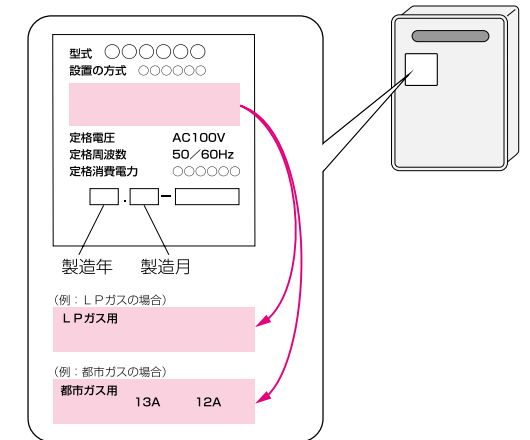 型式 ○○○○○○
設置の方式 ○○○○○○
定格電圧 AC100V
定格周波数 50/60Hz
定格消費電力 ○○○○○○
. -
製造年 製造月
(例：LPガスの場合)
LPガス用
(例：都市ガスの場合)
都市ガス用
13A 12A